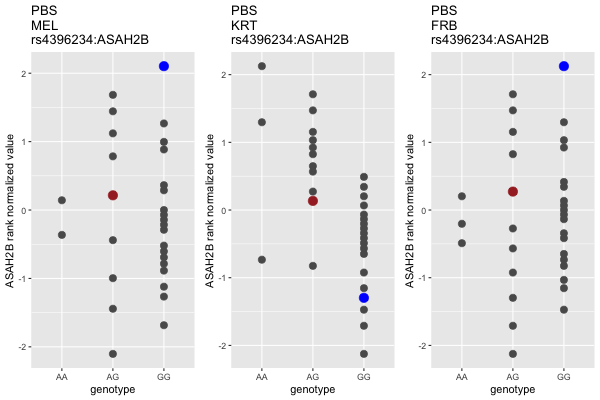 PBS
MEL
rs4396234:ASAH2B
ASAH2B rank normalized value
2
1
0
-1
-2
AA AG GG
genotype
PBS
KRT
rs4396234:ASAH2B
ASAH2B rank normalized value
2
1
0
-1
-2
AA AG GG
genotype
PBS
FRB
rs4396234:ASAH2B
ASAH2B rank normalized value
2
1
0
-1
-2
AA AG GG
genotype